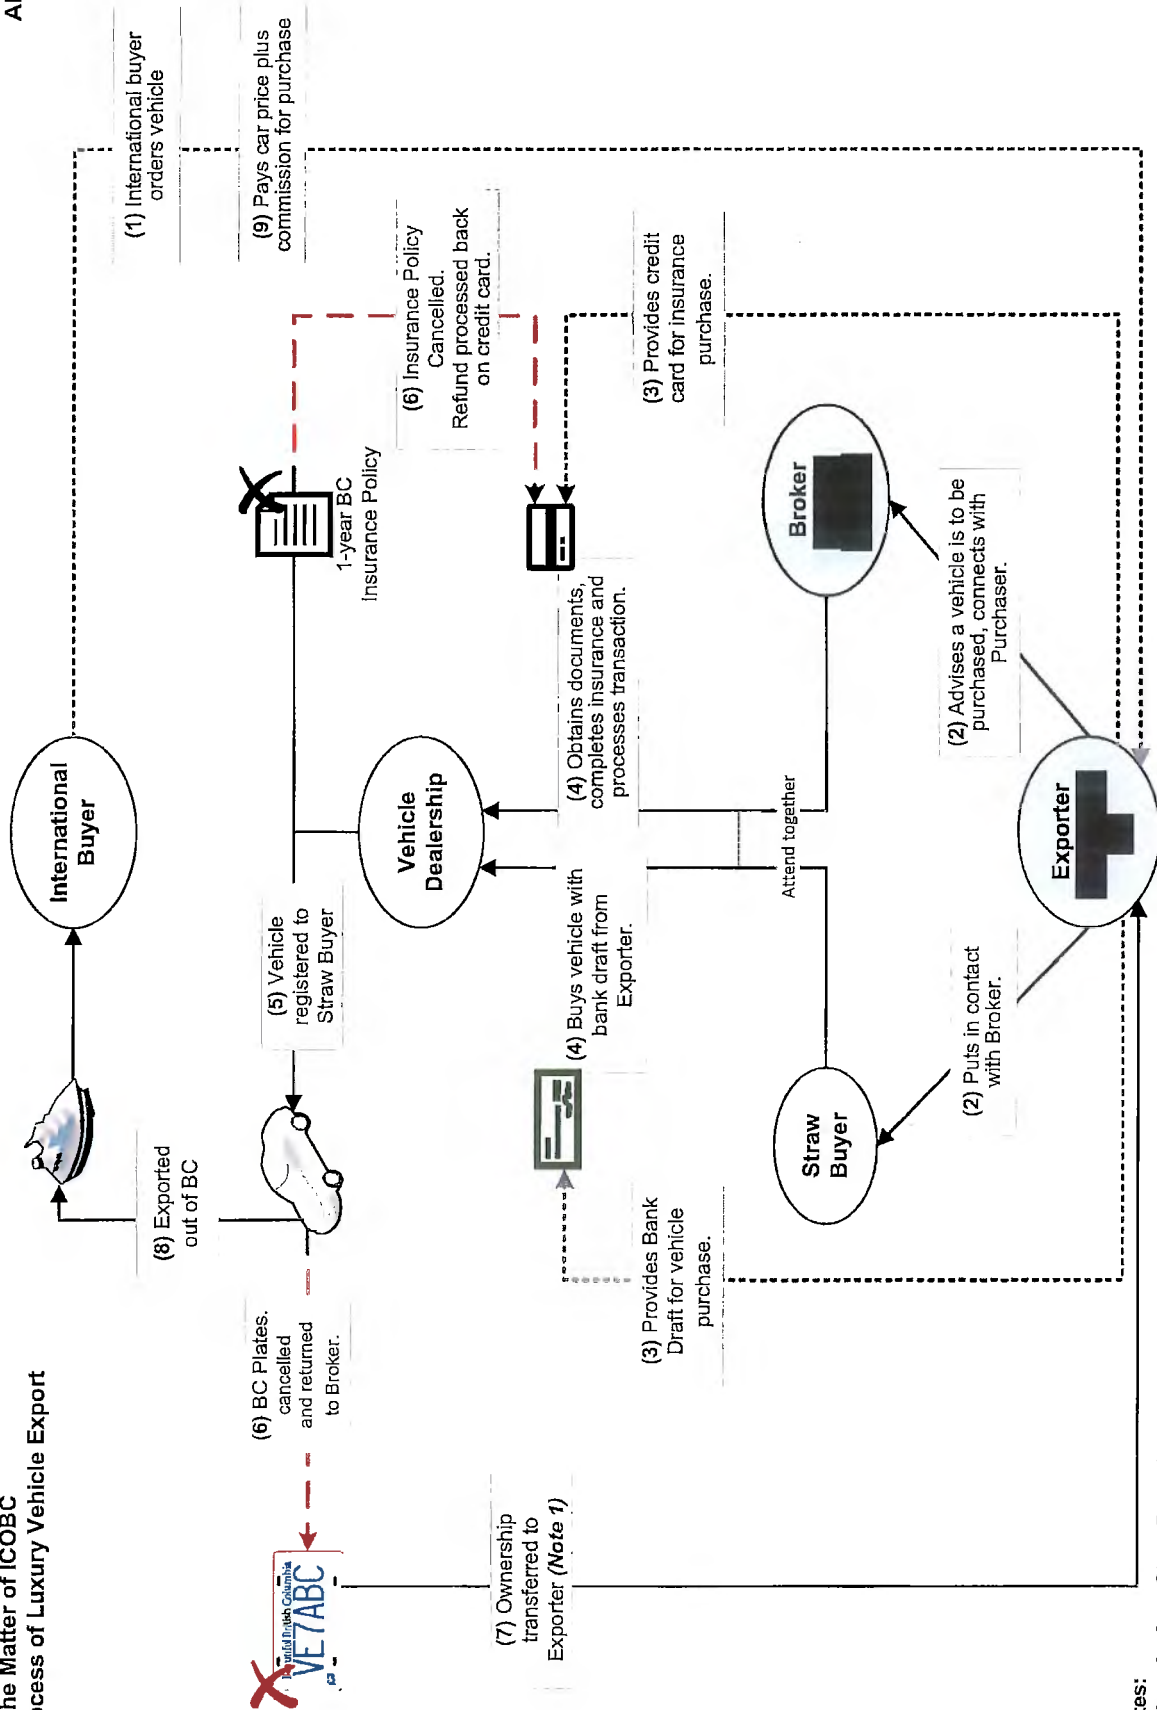 he Matter of ICOBC
cess of Luxury Vehicle Export
International
Buyer
(1) International buyer
orders vehicle
(9) Pays car price plus
commission for purchase
(8) Exported
out of BC
(5) Vehicle
registered to
Straw Buyer
1-year BC
Insurance Policy
(6) Insurance Policy
Cancelled.
Refund processed back
on credit card.
(6) BC Plates.
cancelled
and returned
to Broker.
British Columbia
VE7ABC
Vehicle
Dealership
(7) Ownership
transferred to
Exporter (Note 1)
(4) Buys vehicle with
bank draft from
Exporter.
(4) Obtains documents,
completes insurance and
processes transaction.
(3) Provides Bank
Draft for vehicle
purchase.
(3) Provides credit
card for insurance
purchase.
Attend together
Straw
Buyer
Broker
(2) Puts in contact
with Broker.
(2) Advises a vehicle is to be
purchased, connects with
Purchaser.
Exporter
tes: